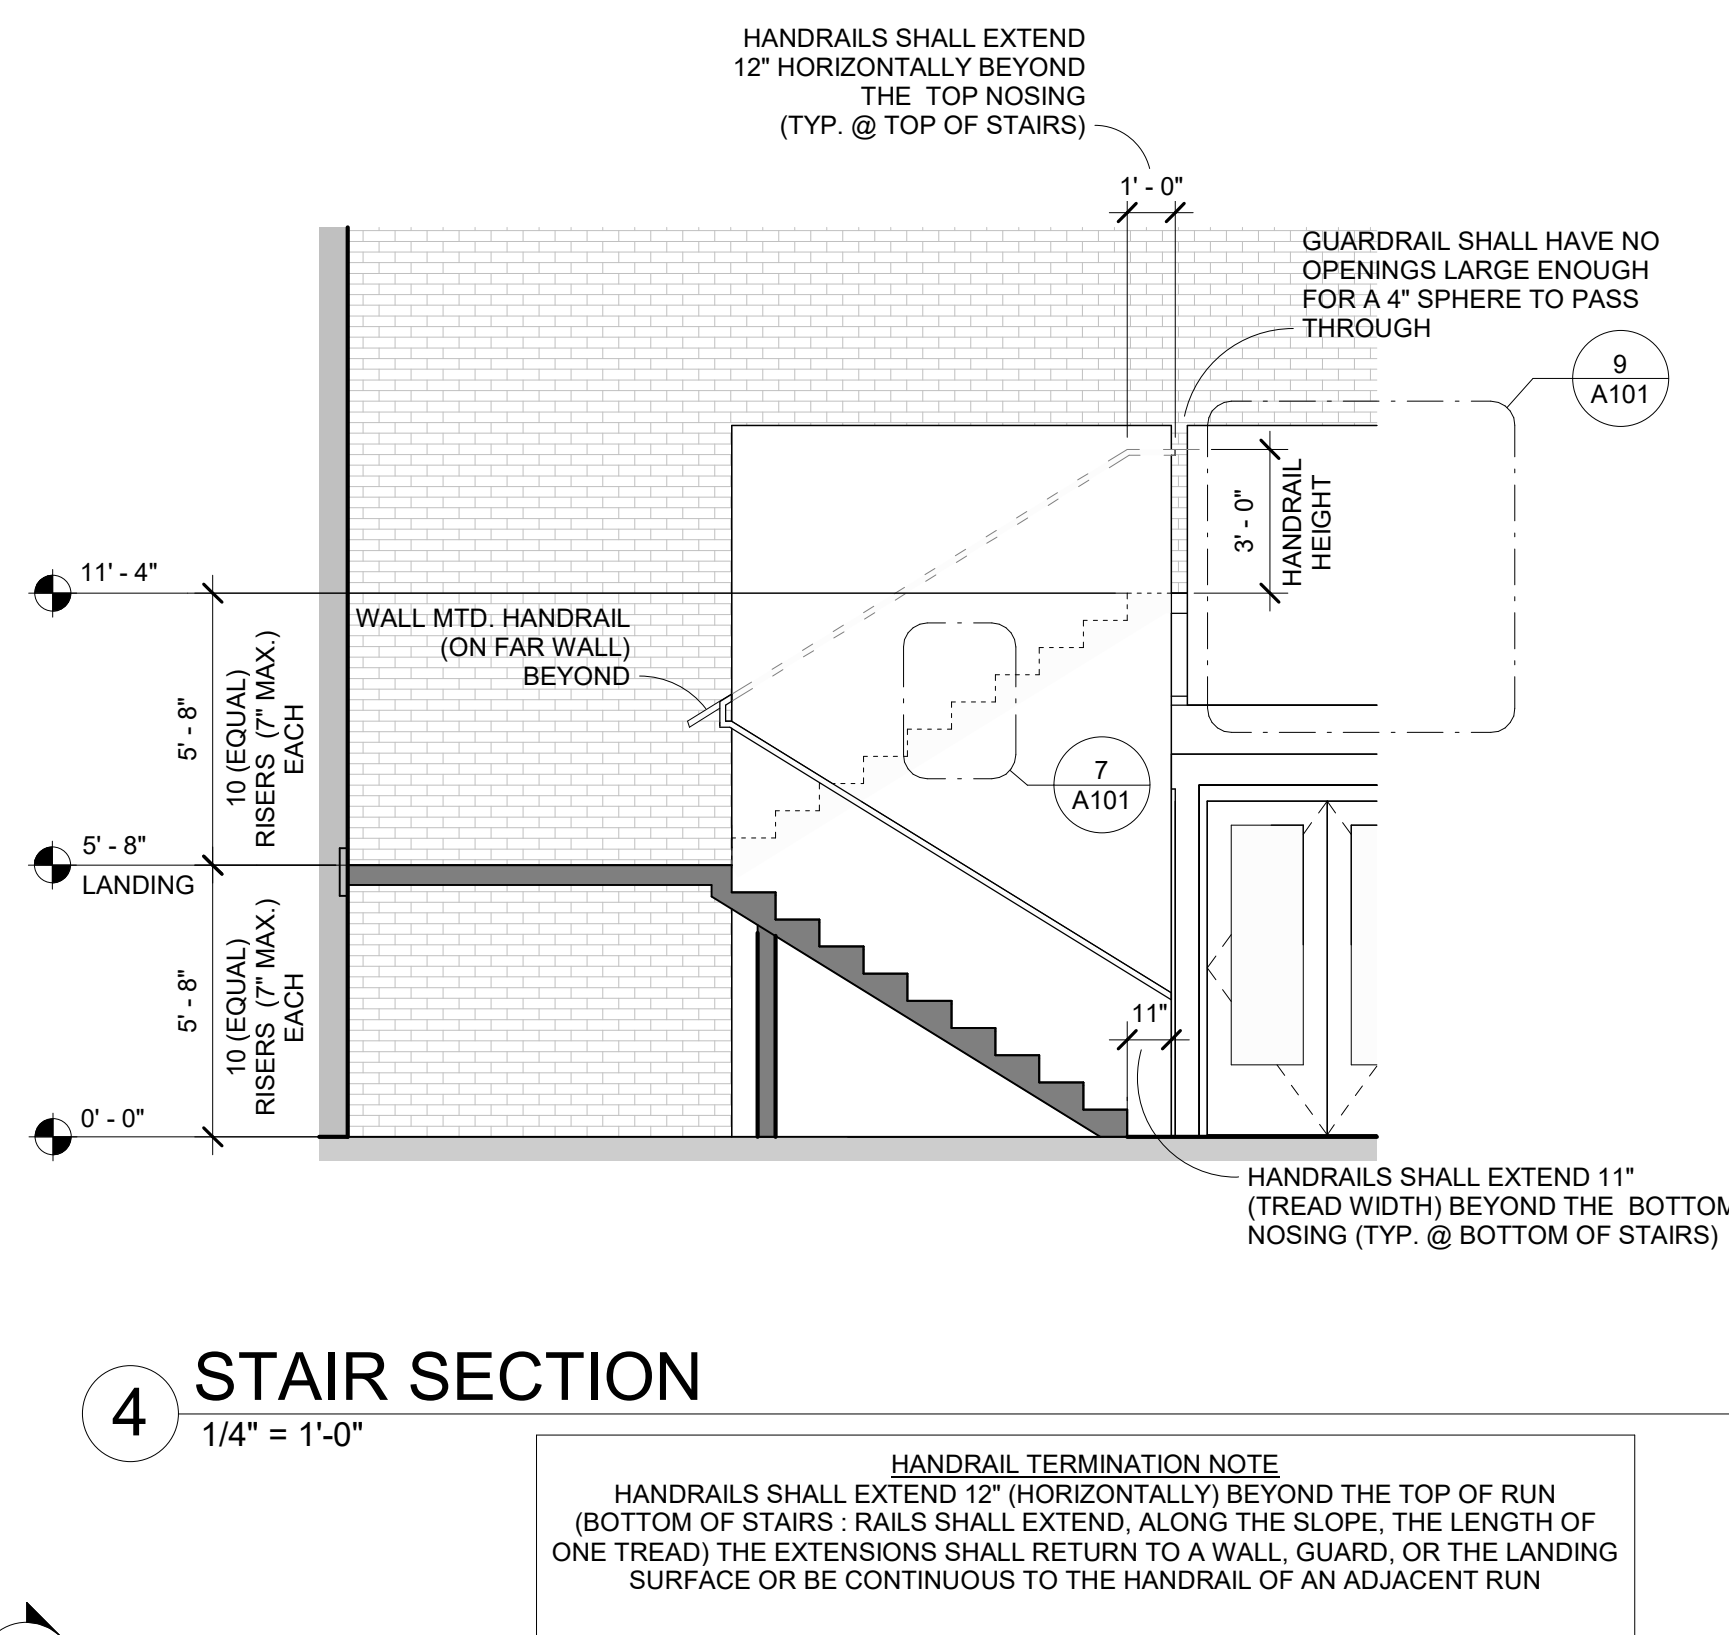 HANDRAILS SHALL EXTEND
12" HORIZONTALLY BEYOND
THE TOP NOSING
(TYP. @ TOP OF STAIRS)
1' - 0"
GUARDRAIL SHALL HAVE NO
OPENINGS LARGE ENOUGH
FOR A 4" SPHERE TO PASS
THROUGH
9
A101
3' - 0"
HANDRAIL
HEIGHT
11' - 4"
WALL MTD. HANDRAIL
(ON FAR WALL)
BEYOND
5' - 8"
10 (EQUAL)
RISERS (7" MAX.)
EACH
7
A101
5' - 8"
LANDING
5' - 8"
10 (EQUAL)
RISERS (7" MAX.)
EACH
11"
0' - 0"
HANDRAILS SHALL EXTEND 11"
(TREAD WIDTH) BEYOND THE BOTTOM
NOSING (TYP. @ BOTTOM OF STAIRS)
4
STAIR SECTION
1/4" = 1'-0"
HANDRAIL TERMINATION NOTE
HANDRAILS SHALL EXTEND 12" (HORIZONTALLY) BEYOND THE TOP OF RUN
(BOTTOM OF STAIRS : RAILS SHALL EXTEND, ALONG THE SLOPE, THE LENGTH OF
ONE TREAD) THE EXTENSIONS SHALL RETURN TO A WALL, GUARD, OR THE LANDING
SURFACE OR BE CONTINUOUS TO THE HANDRAIL OF AN ADJACENT RUN